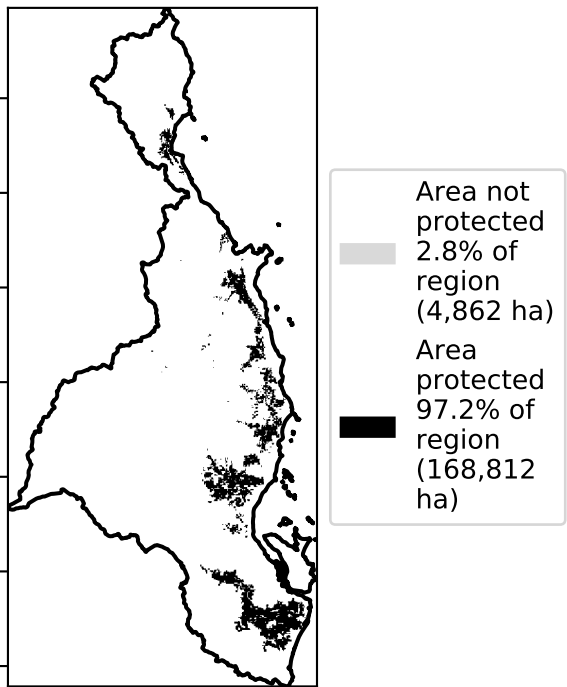 Area not
protected
2.8% of
region
(4,862 ha)
Area
protected
97.2% of
region
(168,812
ha)